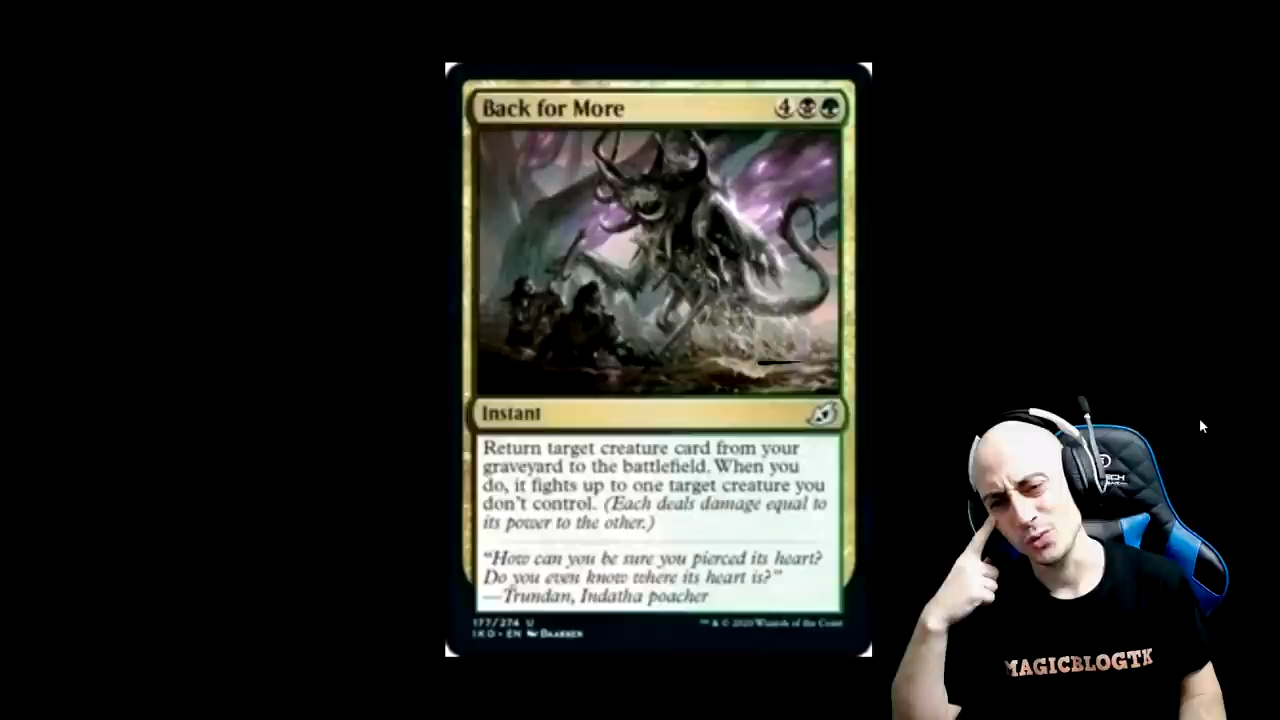 Back for More
4
Instant
Return target creature card from your
graveyard to the battlefield. When you
do, it fights up to one target creature you
don't control. (Each deals damage equal to
its power to the other.)
"How can you be sure you pierced its heart?
Do you even know where its heart is?"
—Trundan, Indatha poacher
177/274 U
™ & © 2020 Wizards of the Coast
IKO • EN
MAGICBLOGTK